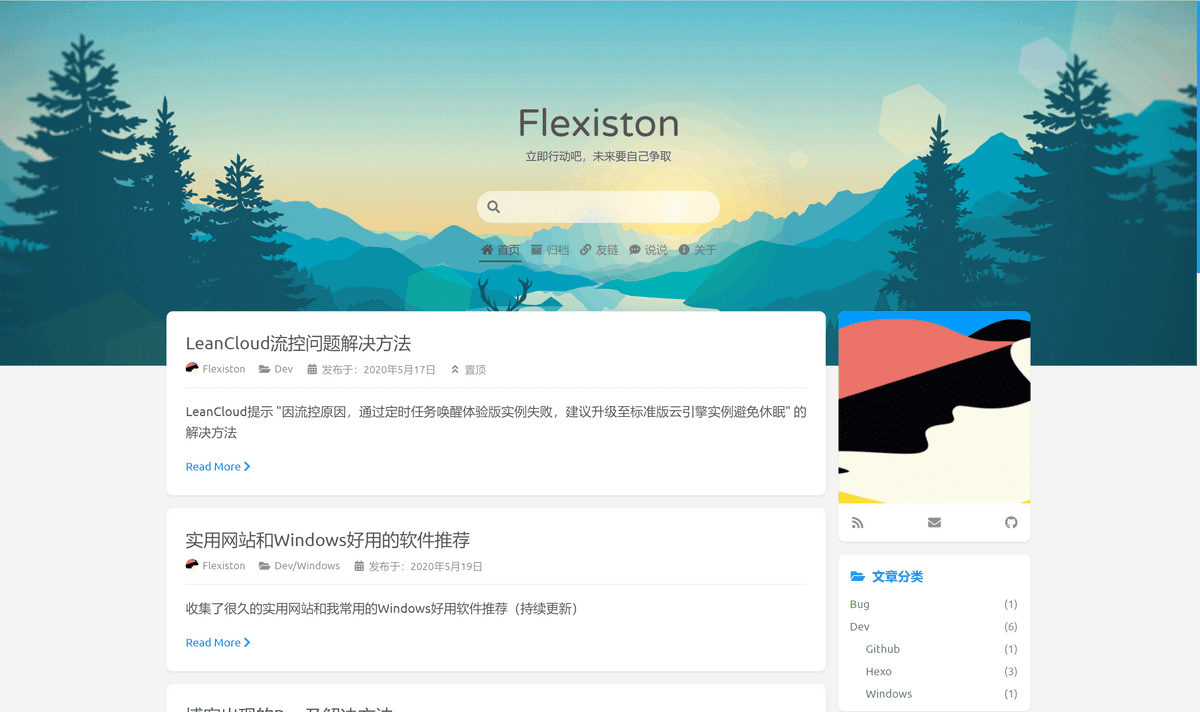 Flexiston
立即行动吧，未来要自己争取
首页 归档 友链 说说 关于
LeanCloud流控问题解决方法
Flexiston Dev 发布于：2020年5月17日 置顶
LeanCloud提示 "因流控原因，通过定时任务唤醒体验版实例失败，建议升级至标准版云引擎实例避免休眠" 的
解决方法
Read More
实用网站和Windows好用的软件推荐
Flexiston Dev/Windows 发布于：2020年5月19日
收集了很久的实用网站和我常用的Windows好用软件推荐（持续更新）
Read More
文章分类
Bug (1)
Dev (6)
Github (1)
Hexo (3)
Windows (1)